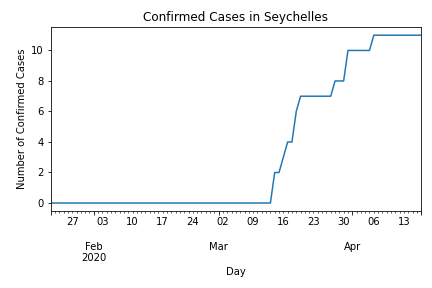 Confirmed Cases in Seychelles
Number of Confirmed Cases
10
8
6
4
2
0
27 03 10 17 24 02 09 16 23 30 06 13
Feb Mar Apr
2020
Day